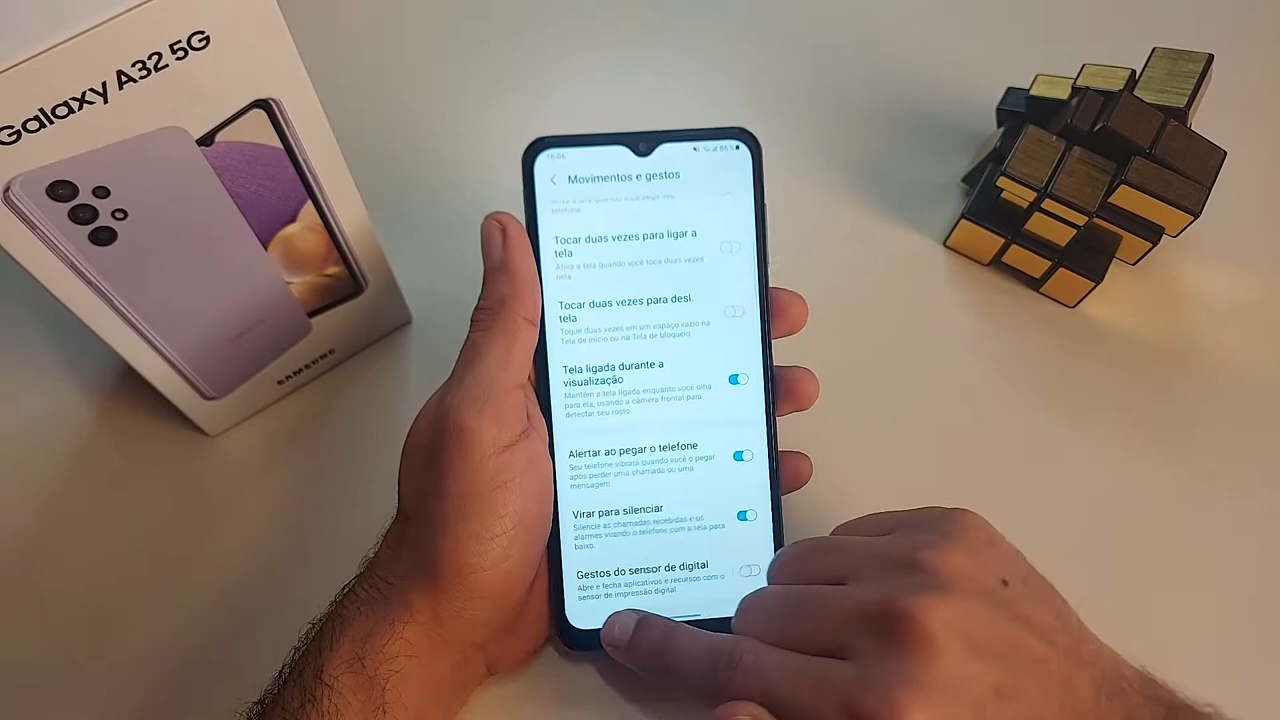 Galaxy A32 5G
SAMSUNG
16:06
86%
Movimentos e gestos
telefone.
Tocar duas vezes para ligar a
tela
Ativa a tela quando você toca duas vezes
nela.
Tocar duas vezes para desl.
tela
Toque duas vezes em um espaço vazio na
Tela de início ou na Tela de bloqueio.
Tela ligada durante a
visualização
Mantém a tela ligada enquanto você olha
para ela, usando a câmera frontal para
detectar seu rosto.
Alertar ao pegar o telefone
Seu telefone vibrará quando você o pegar
após perder uma chamada ou uma
mensagem.
Virar para silenciar
Silencie as chamadas recebidas e os
alarmes virando o telefone com a tela para
baixo.
Gestos do sensor de digital
Abre e fecha aplicativos e recursos com o
sensor de impressão digital.